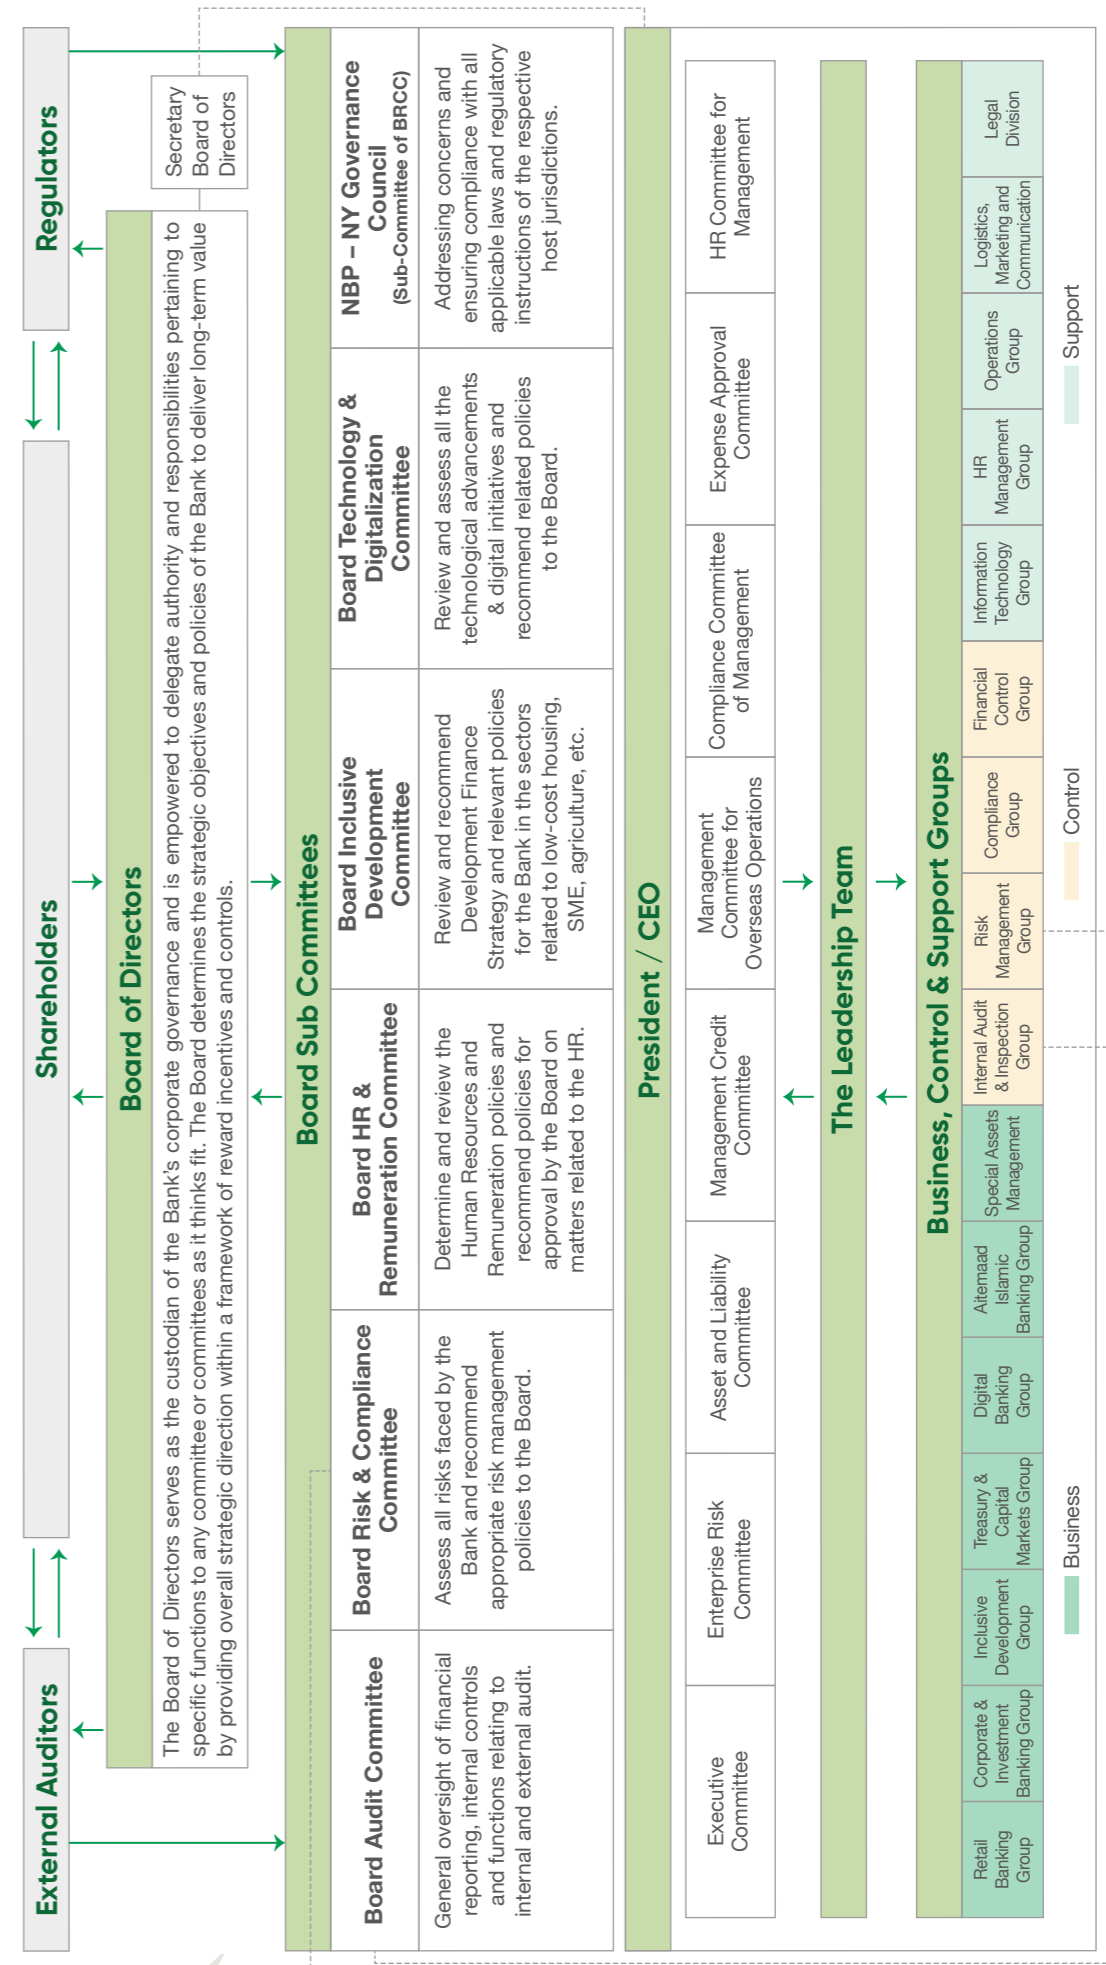 External Auditors
Shareholders
Regulators
Board of Directors
The Board of Directors serves as the custodian of the Bank's corporate governance and is empowered to delegate authority and responsibilities pertaining to
specific functions to any committee or committees as it thinks fit. The Board determines the strategic objectives and policies of the Bank to deliver long-term value
by providing overall strategic direction within a framework of reward incentives and controls.
Secretary
Board of
Directors
Board Sub Committees
Board Audit Committee
General oversight of financial
reporting, internal controls
and functions relating to
internal and external audit.
Board Risk & Compliance
Committee
Assess all risks faced by the
Bank and recommend
appropriate risk management
policies to the Board.
Board HR &
Remuneration Committee
Determine and review the
Human Resources and
Remuneration policies and
recommend policies for
approval by the Board on
matters related to the HR.
Board Inclusive
Development
Committee
Review and recommend
Development Finance
Strategy and relevant policies
for the Bank in the sectors
related to low-cost housing,
SME, agriculture, etc.
Board Technology &
Digitalization
Committee
Review and assess all the
technological advancements
& digital initiatives and
recommend related policies
to the Board.
NBP – NY Governance
Council
(Sub-Committee of BRCC)
Addressing concerns and
ensuring compliance with all
applicable laws and regulatory
instructions of the respective
host jurisdictions.
President / CEO
Executive
Committee
Enterprise Risk
Committee
Asset and Liability
Committee
Management Credit
Committee
Management
Committee for
Overseas Operations
Compliance Committee
of Management
Expense Approval
Committee
HR Committee for
Management
The Leadership Team
Business, Control & Support Groups
Retail
Banking
Group
Corporate &
Investment
Banking Group
Inclusive
Development
Group
Treasury &
Capital
Markets Group
Digital
Banking
Group
Aitemaad
Islamic
Banking Group
Special Assets
Management
Internal Audit
& Inspection
Group
Risk
Management
Group
Compliance
Group
Financial
Control
Group
Information
Technology
Group
HR
Management
Group
Operations
Group
Logistics,
Marketing and
Communication
Legal
Division
Business
Control
Support